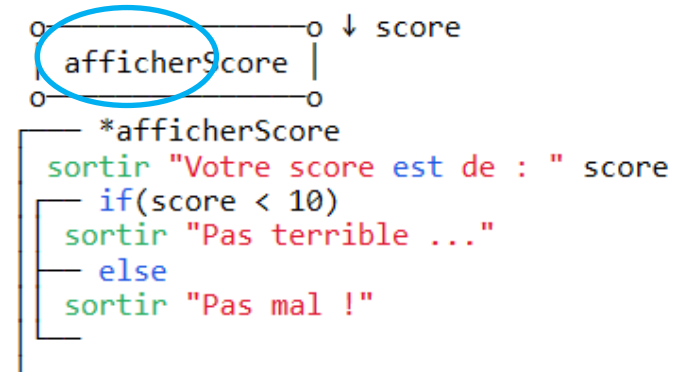 ↓ score
afficherScore
*afficherScore
sortir "Votre score est de : " score
if(score < 10)
sortir "Pas terrible ..."
else
sortir "Pas mal !"